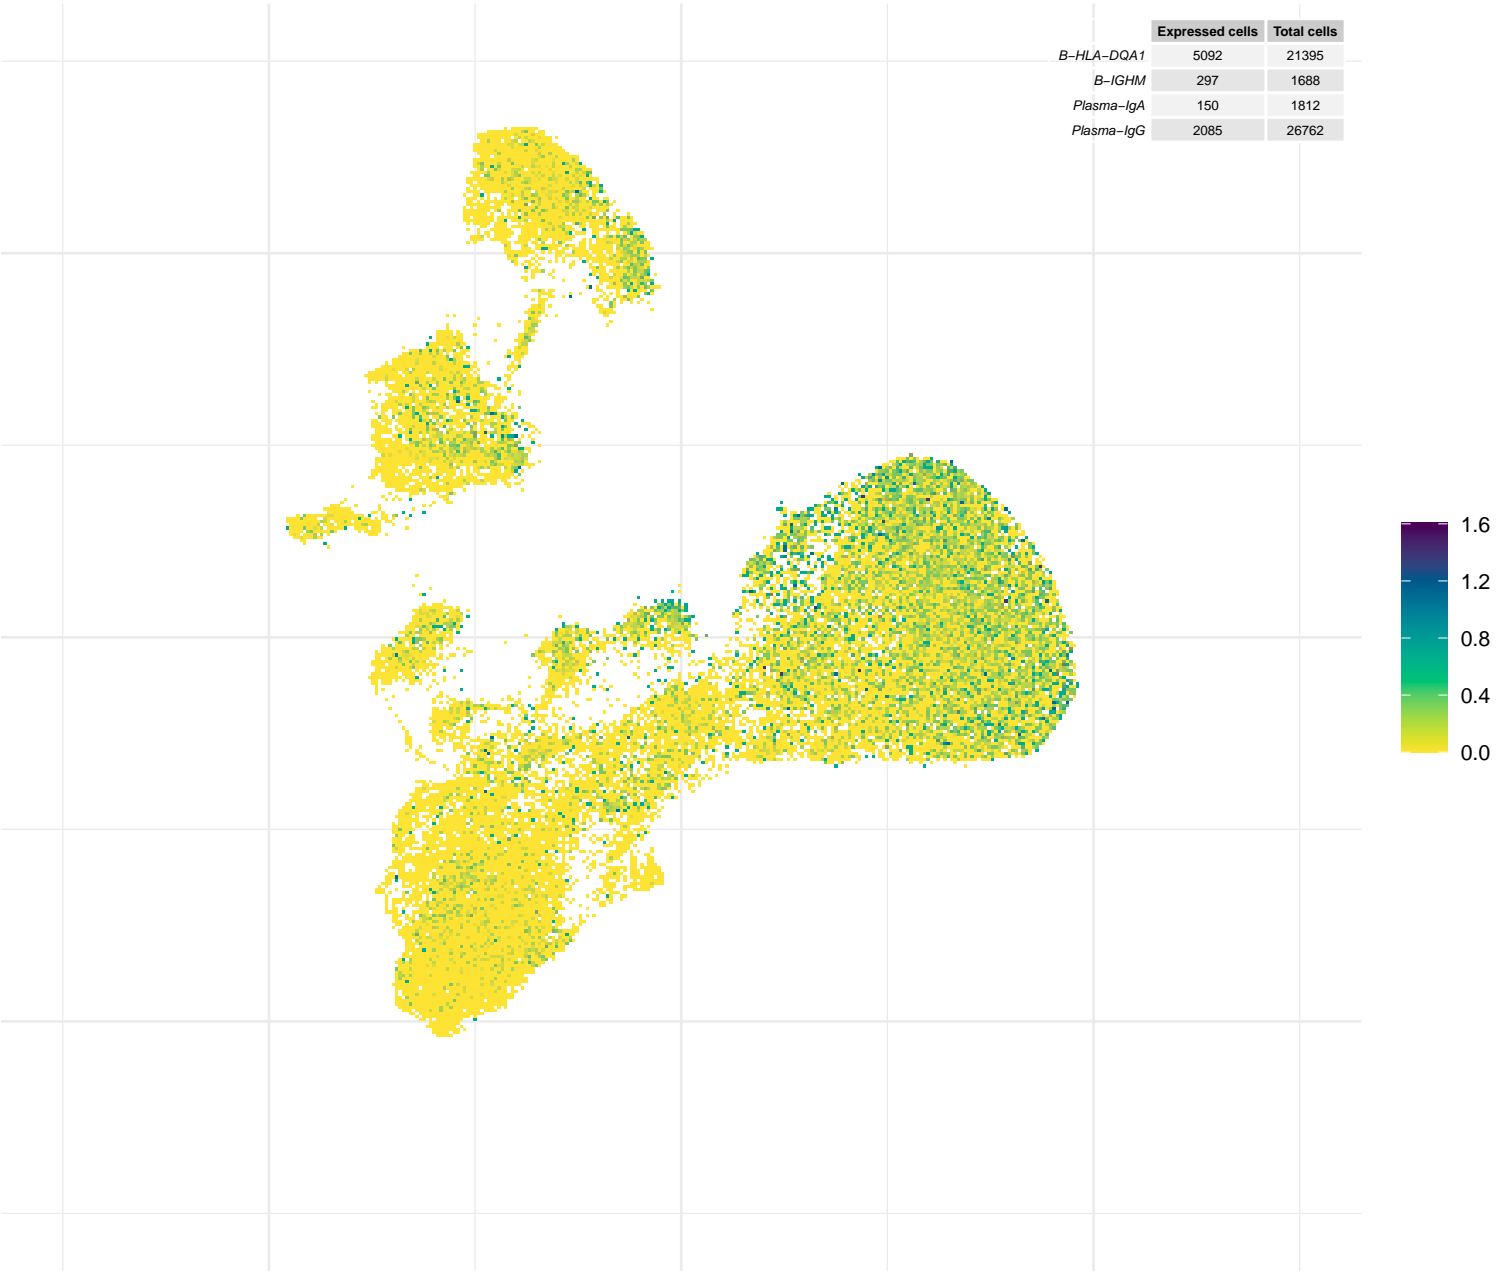 Expressed cells Total cells
B−HLA−DQA1 5092 21395
B−IGHM 297 1688
Plasma−IgA 150 1812
Plasma−IgG 2085 26762
1.6
1.2
0.8
0.4
0.0